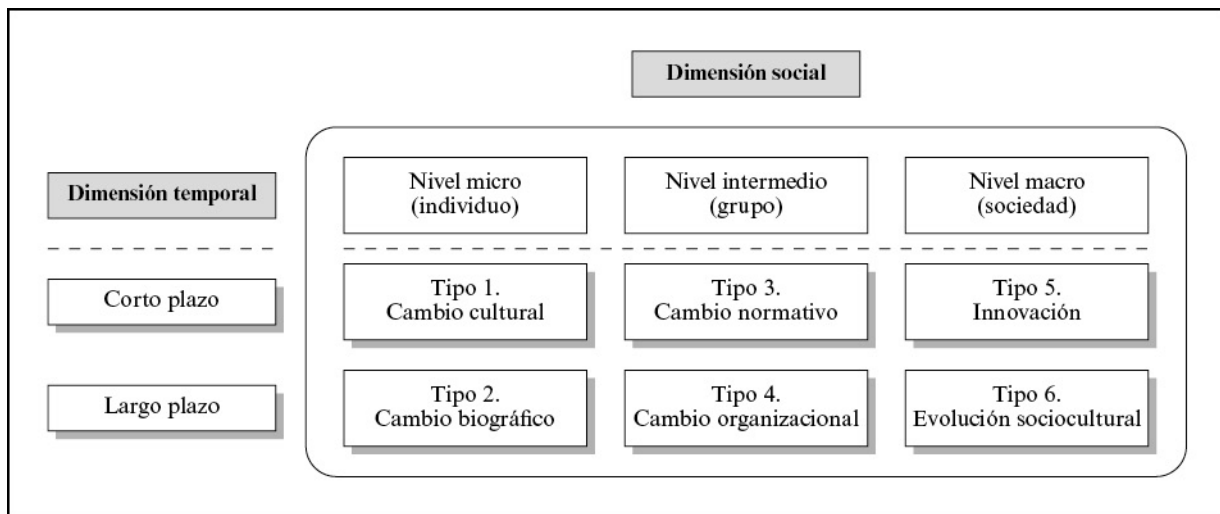 Dimensión social
Dimensión temporal
Nivel micro
(individuo)
Nivel intermedio
(grupo)
Nivel macro
(sociedad)
Corto plazo
Tipo 1.
Cambio cultural
Tipo 3.
Cambio normativo
Tipo 5.
Innovación
Largo plazo
Tipo 2.
Cambio biográfico
Tipo 4.
Cambio organizacional
Tipo 6.
Evolución sociocultural